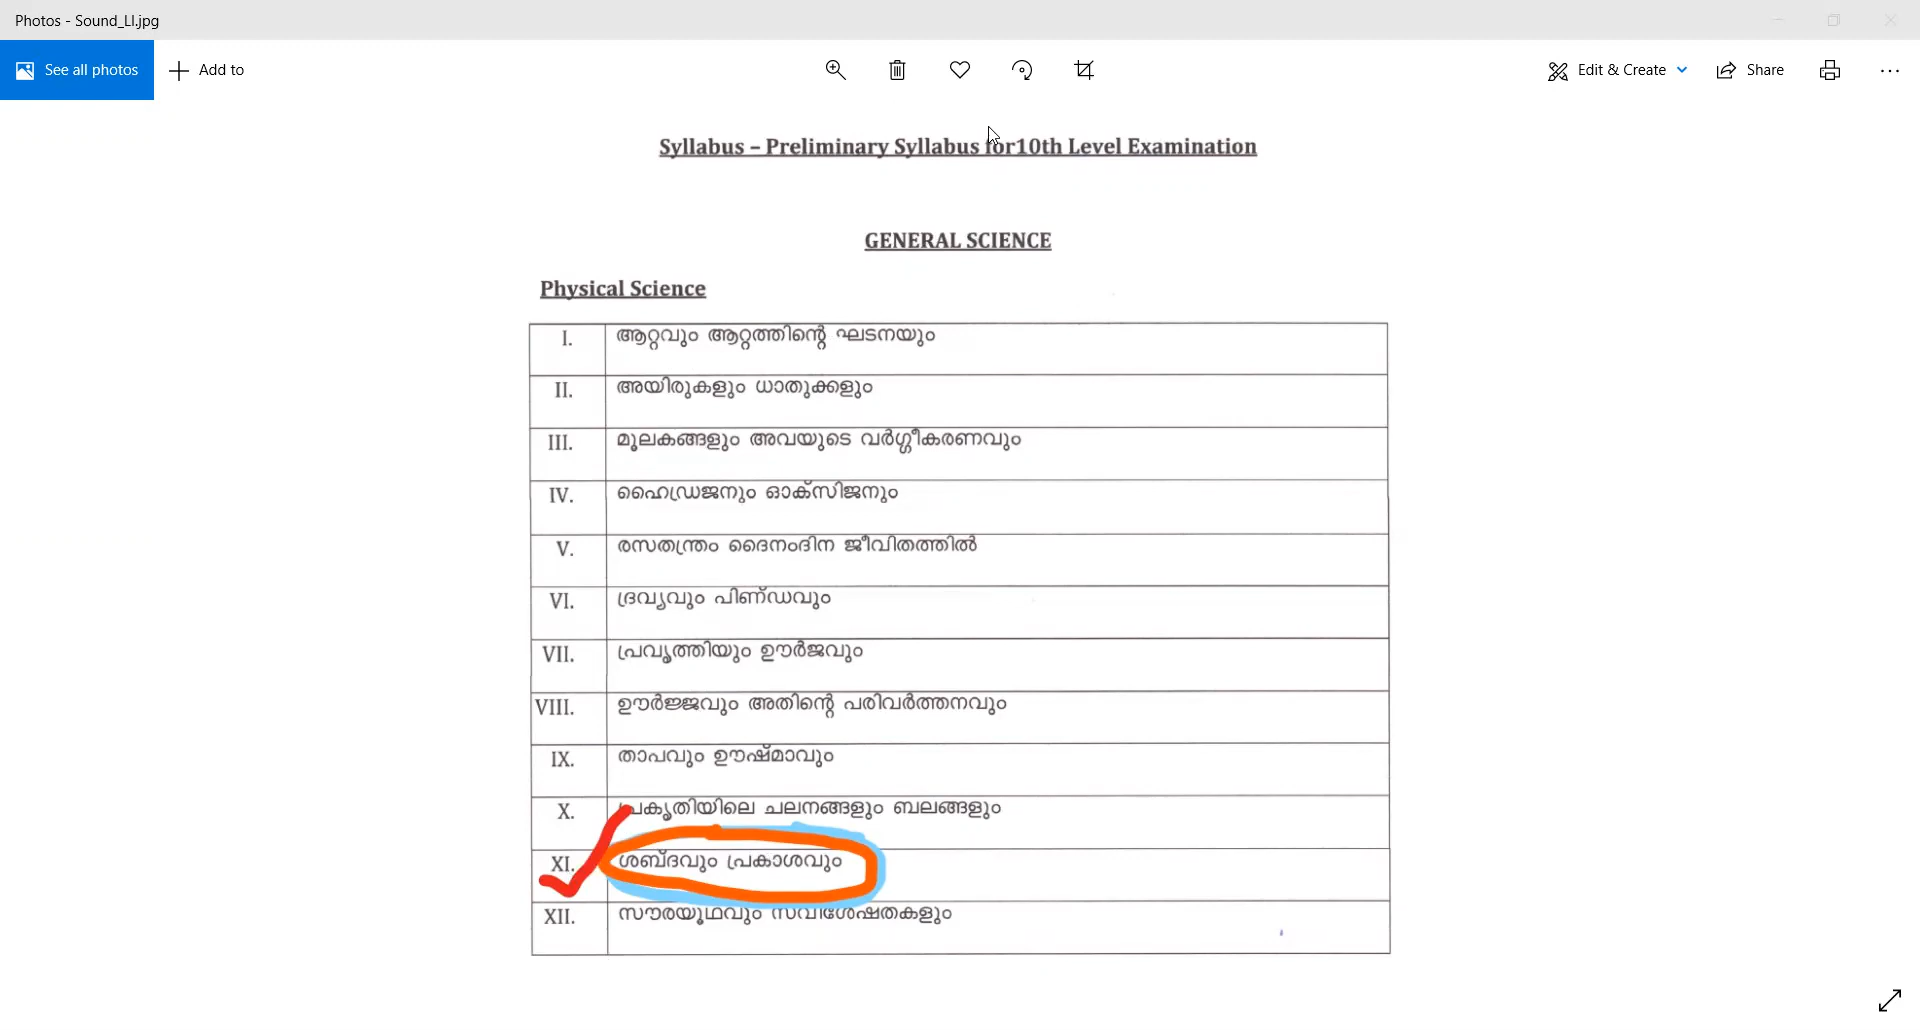 Photos - Sound_LI.jpg
See all photos
Add to
Edit & Create
Share
Syllabus – Preliminary Syllabus for10th Level Examination
GENERAL SCIENCE
Physical Science
I. ആറ്റവും ആറ്റത്തിന്റെ ഘടനയും
II. അയിരുകളും ധാതുക്കളും
III. മൂലകങ്ങളും അവയുടെ വർഗ്ഗീകരണവും
IV. ഹൈഡ്രജനും ഓക്സിജനും
V. രസതന്ത്രം ദൈനംദിന ജീവിതത്തിൽ
VI. ദ്രവ്യവും പിണ്ഡവും
VII. പ്രവൃത്തിയും ഊർജവും
VIII. ഊർജ്ജവും അതിന്റെ പരിവർത്തനവും
IX. താപവും ഊഷ്മാവും
X. പ്രകൃതിയിലെ ചലനങ്ങളും ബലങ്ങളും
XI. ശബ്ദവും പ്രകാശവും
XII. സൗരയൂഥവും സവിശേഷതകളും